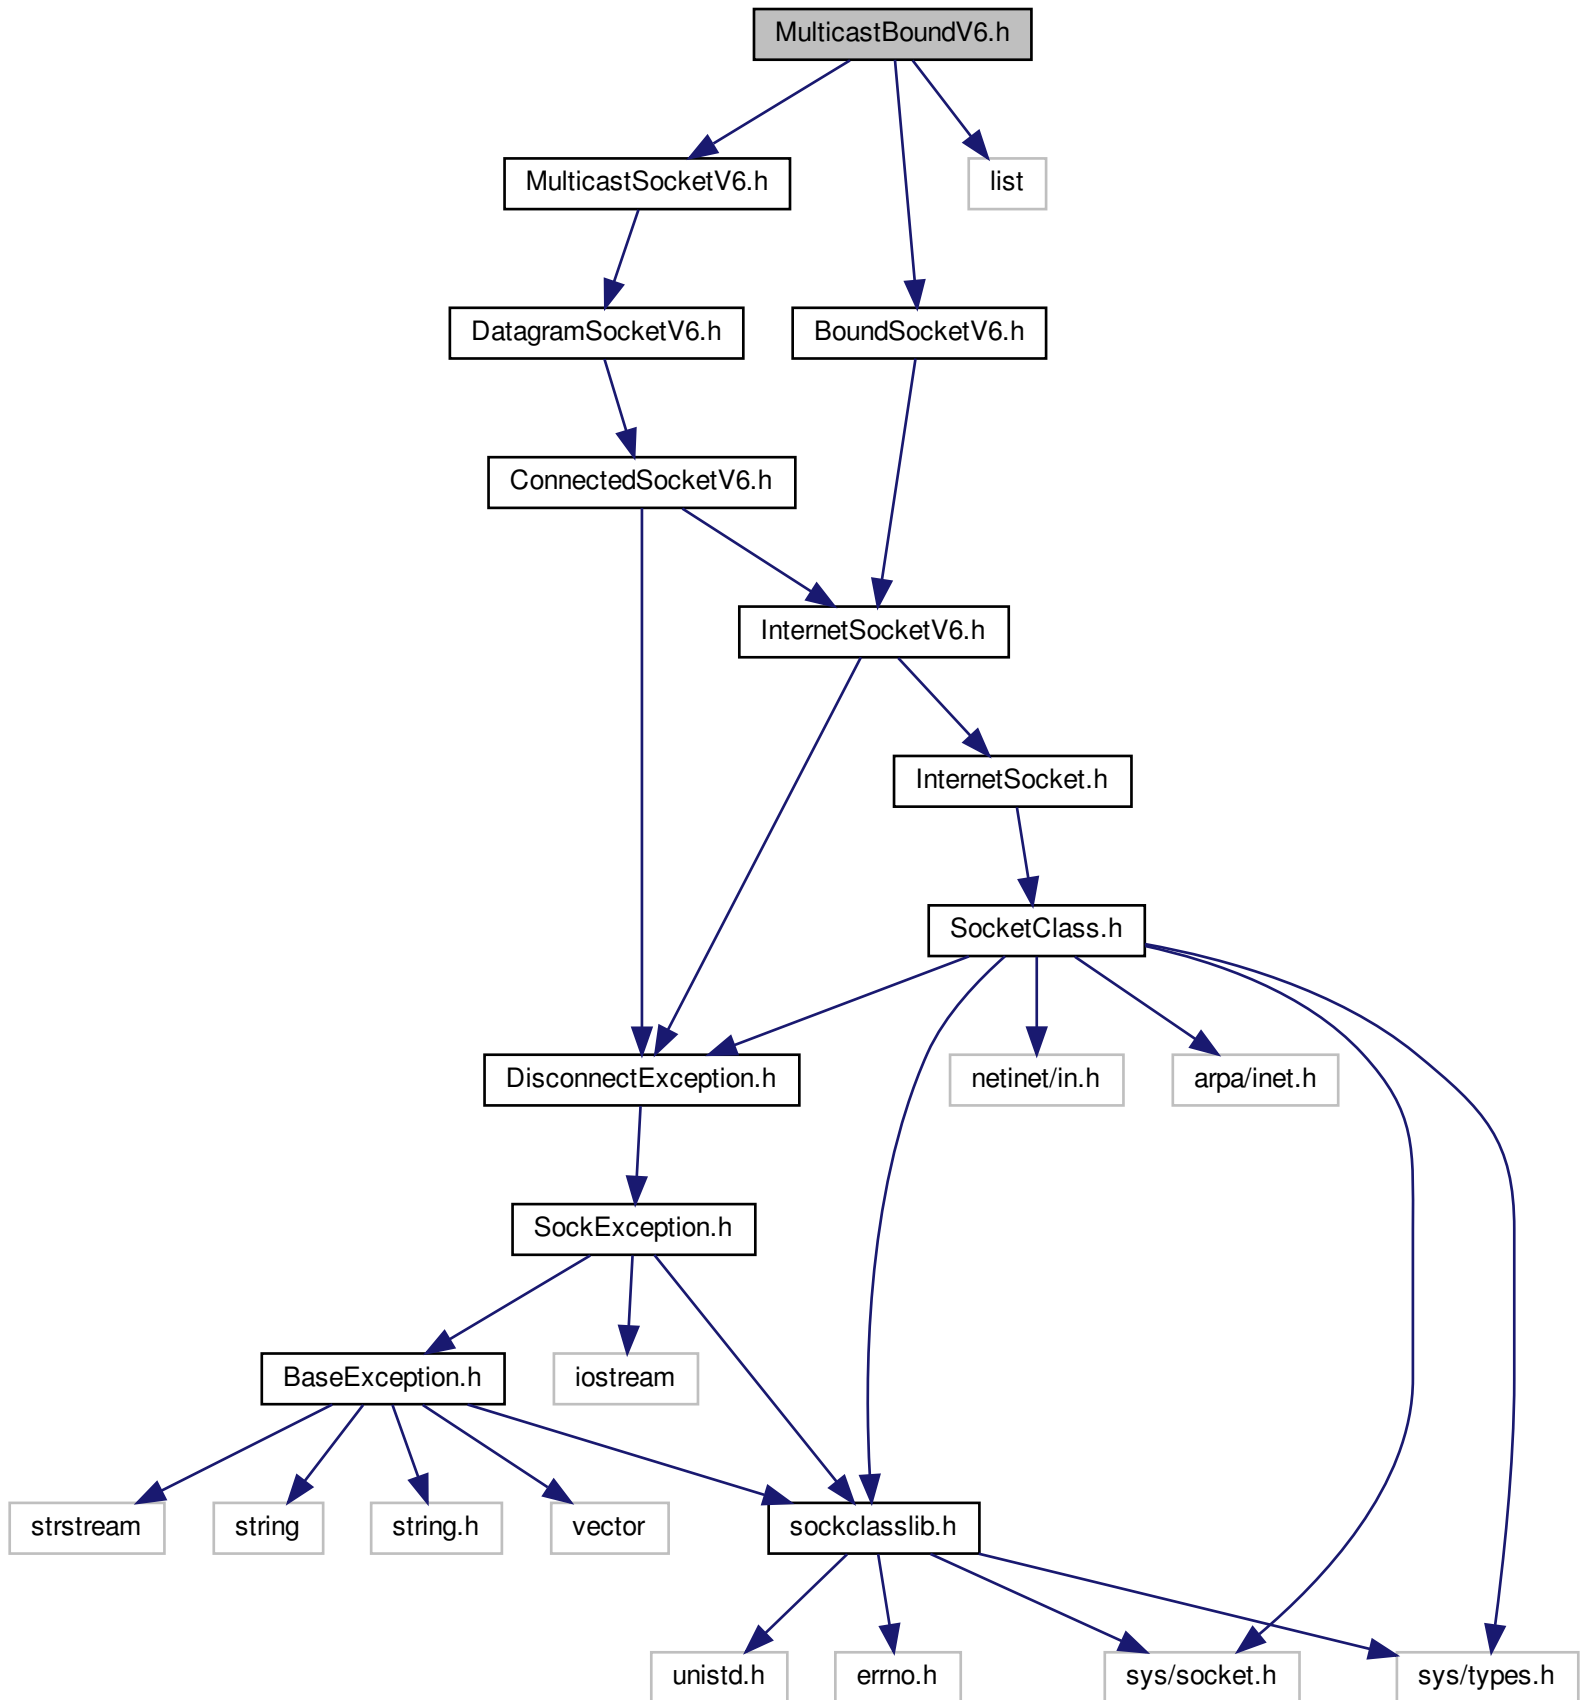 MulticastBoundV6.h
MulticastSocketV6.h
list
DatagramSocketV6.h
BoundSocketV6.h
ConnectedSocketV6.h
InternetSocketV6.h
InternetSocket.h
SocketClass.h
DisconnectException.h
netinet/in.h
arpa/inet.h
SockException.h
BaseException.h
iostream
strstream
string
string.h
vector
sockclasslib.h
unistd.h
errno.h
sys/socket.h
sys/types.h